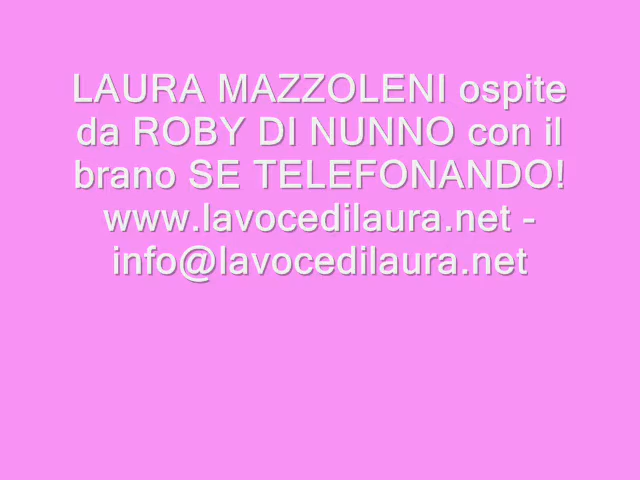 LAURA MAZZOLENI ospite
da ROBY DI NUNNO con il
brano SE TELEFONANDO!
www.lavocedilaura.net -
info@lavocedilaura.net